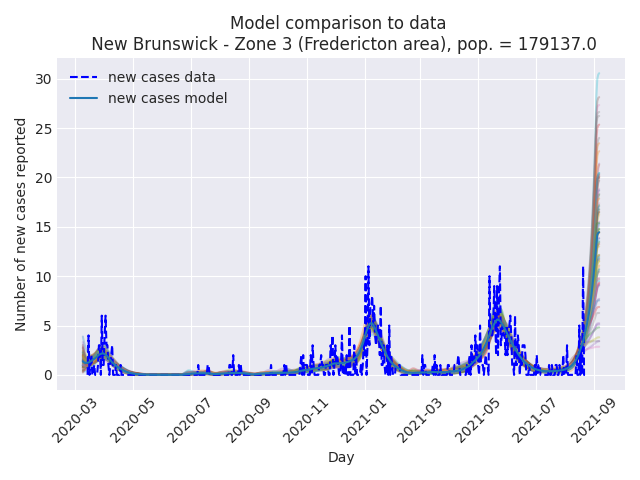 Model comparison to data
New Brunswick - Zone 3 (Fredericton area), pop. = 179137.0
new cases data
new cases model
Number of new cases reported
30
25
20
15
10
5
0
2020-03
2020-05
2020-07
2020-09
2020-11
2021-01
2021-03
2021-05
2021-07
2021-09
Day